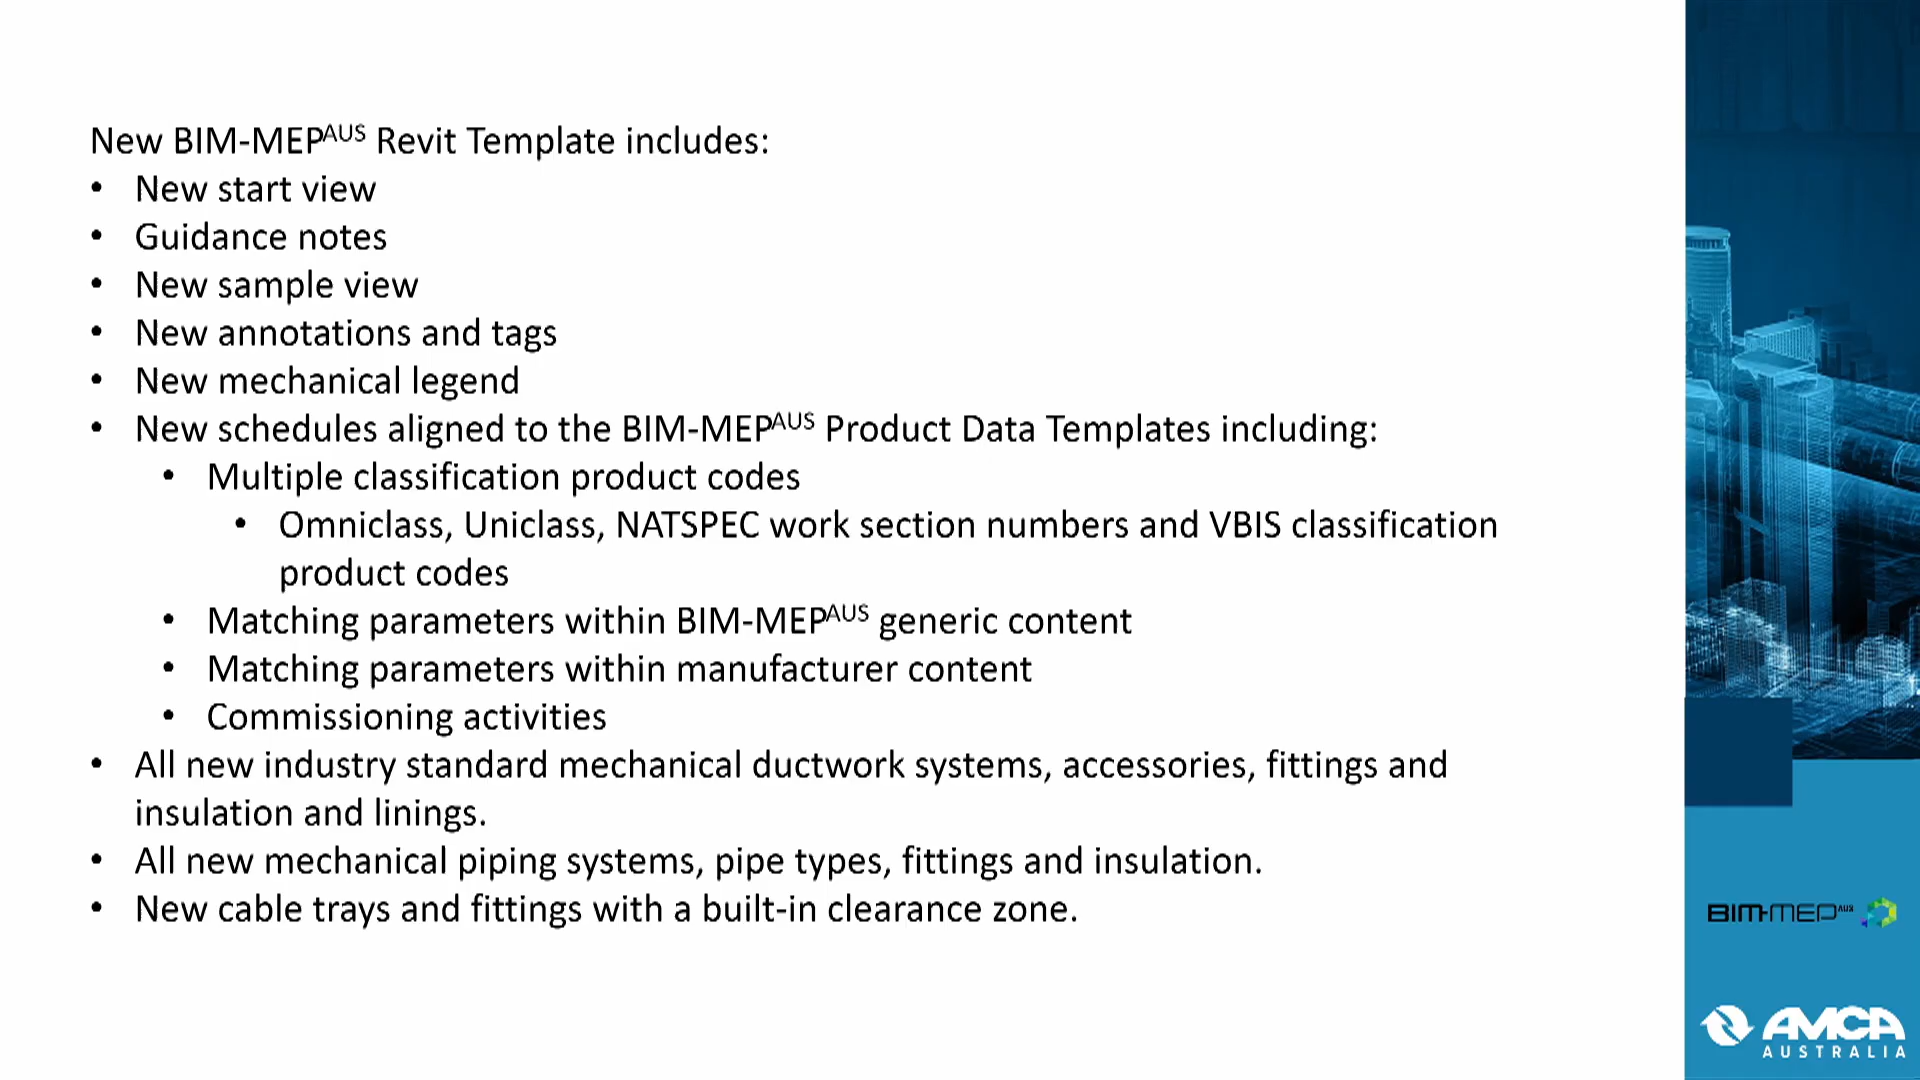 New BIM-MEPAUS Revit Template includes:
• New start view
• Guidance notes
• New sample view
• New annotations and tags
• New mechanical legend
• New schedules aligned to the BIM-MEPAUS Product Data Templates including:
• Multiple classification product codes
• Omniclass, Uniclass, NATSPEC work section numbers and VBIS classification
product codes
• Matching parameters within BIM-MEPAUS generic content
• Matching parameters within manufacturer content
• Commissioning activities
• All new industry standard mechanical ductwork systems, accessories, fittings and
insulation and linings.
• All new mechanical piping systems, pipe types, fittings and insulation.
• New cable trays and fittings with a built-in clearance zone.
BIM-MEPAUS
AMCA
AUSTRALIA